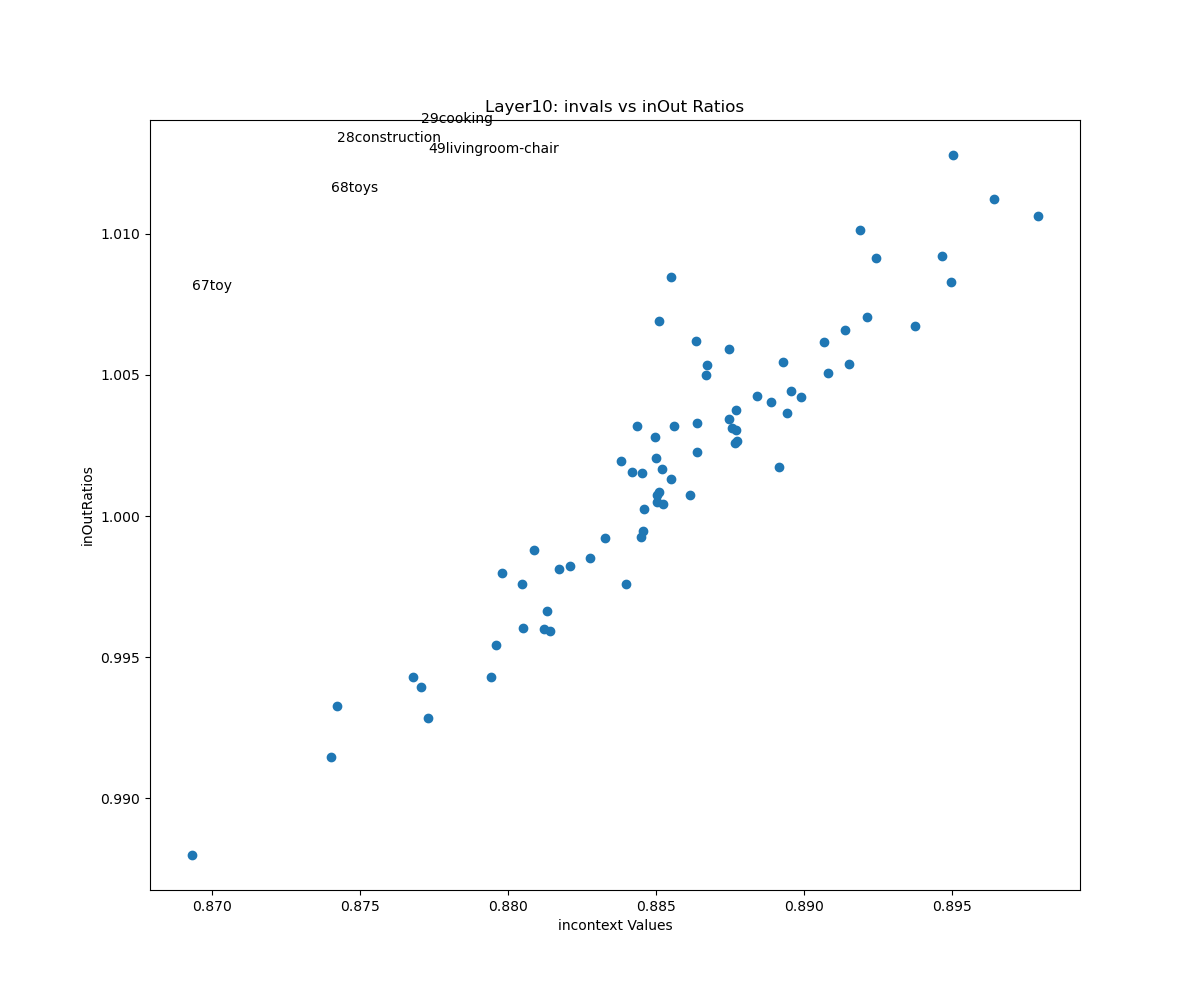 Layer10: invals vs inOut Ratios
29cooking
28construction
49livingroom-chair
68toys
67toy
1.010
1.005
1.000
0.995
0.990
inOutRatios
0.870
0.875
0.880
0.885
0.890
0.895
incontext Values